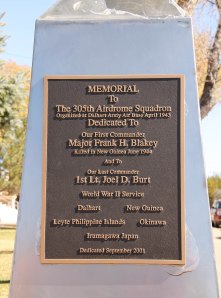 MEMORIAL
To
The 305th Airdrome Squadron
Organized at Dalhart Army Air Base April 1943
Dedicated To
Our First Commander
Major Frank H. Blakey
Killed in New Guinea June 1944
And To
Our Last Commander
1st Lt. Joel D. Burt
World War II Service
Dalhart New Guinea
Leyte Philippine Islands Okinawa
Irumagawa Japan
Dedicated September 2001